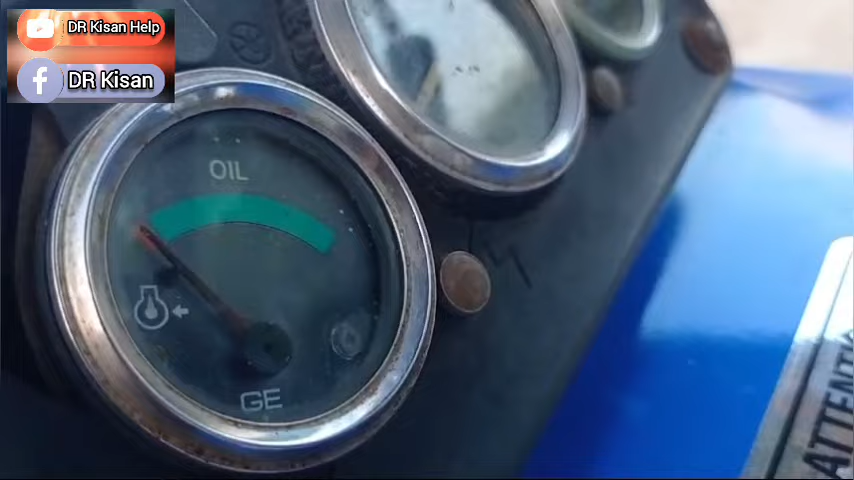 DR Kisan Help
DR Kisan
OIL
GE
ATTENTI